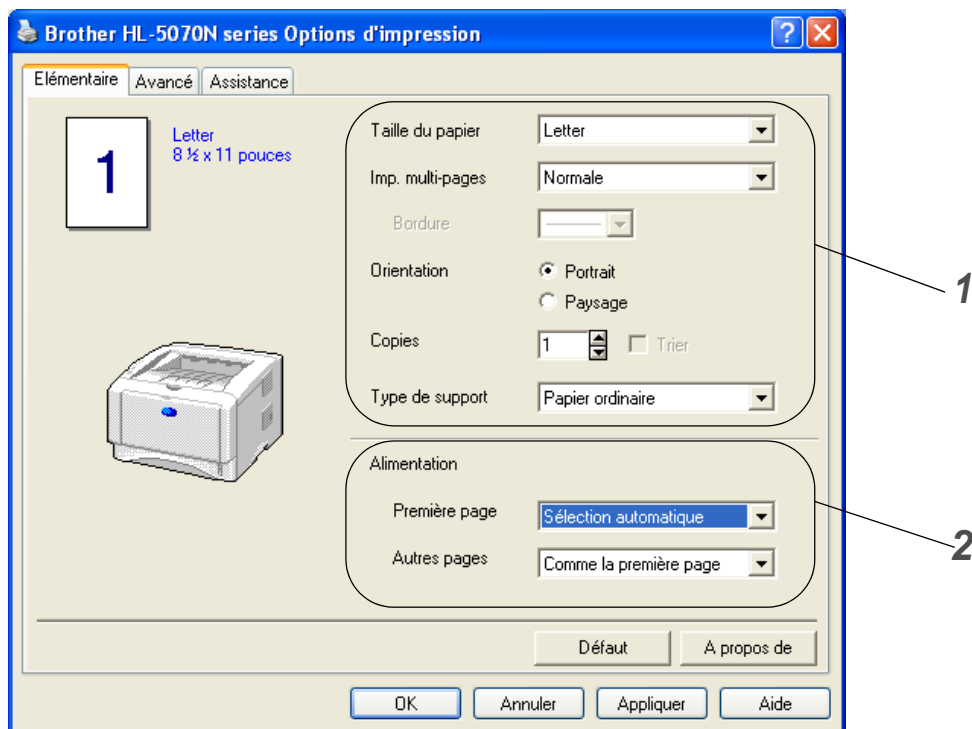 Brother HL-5070N series Options d'impression
Elémentaire Avancé Assistance
1
Letter
8 ½ x 11 pouces
Taille du papier Letter
Imp. multi-pages Normale
Bordure
Orientation Portrait
Paysage
Copies 1 Trier
Type de support Papier ordinaire
1
Alimentation
Première page Sélection automatique
Autres pages Comme la première page
2
Défaut A propos de
OK Annuler Appliquer Aide